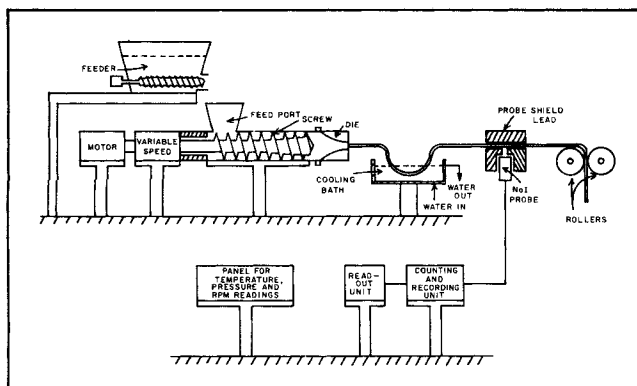 FEEDER
FEED PORT
SCREW
DIE
MOTOR
VARIABLE
SPEED
COOLING
BATH
WATER
OUT
WATER IN
PROBE SHIELD
LEAD
NoI
PROBE
ROLLERS
PANEL FOR
TEMPERATURE,
PRESSURE AND
RPM READINGS
READ-
OUT
UNIT
COUNTING
AND
RECORDING
UNIT